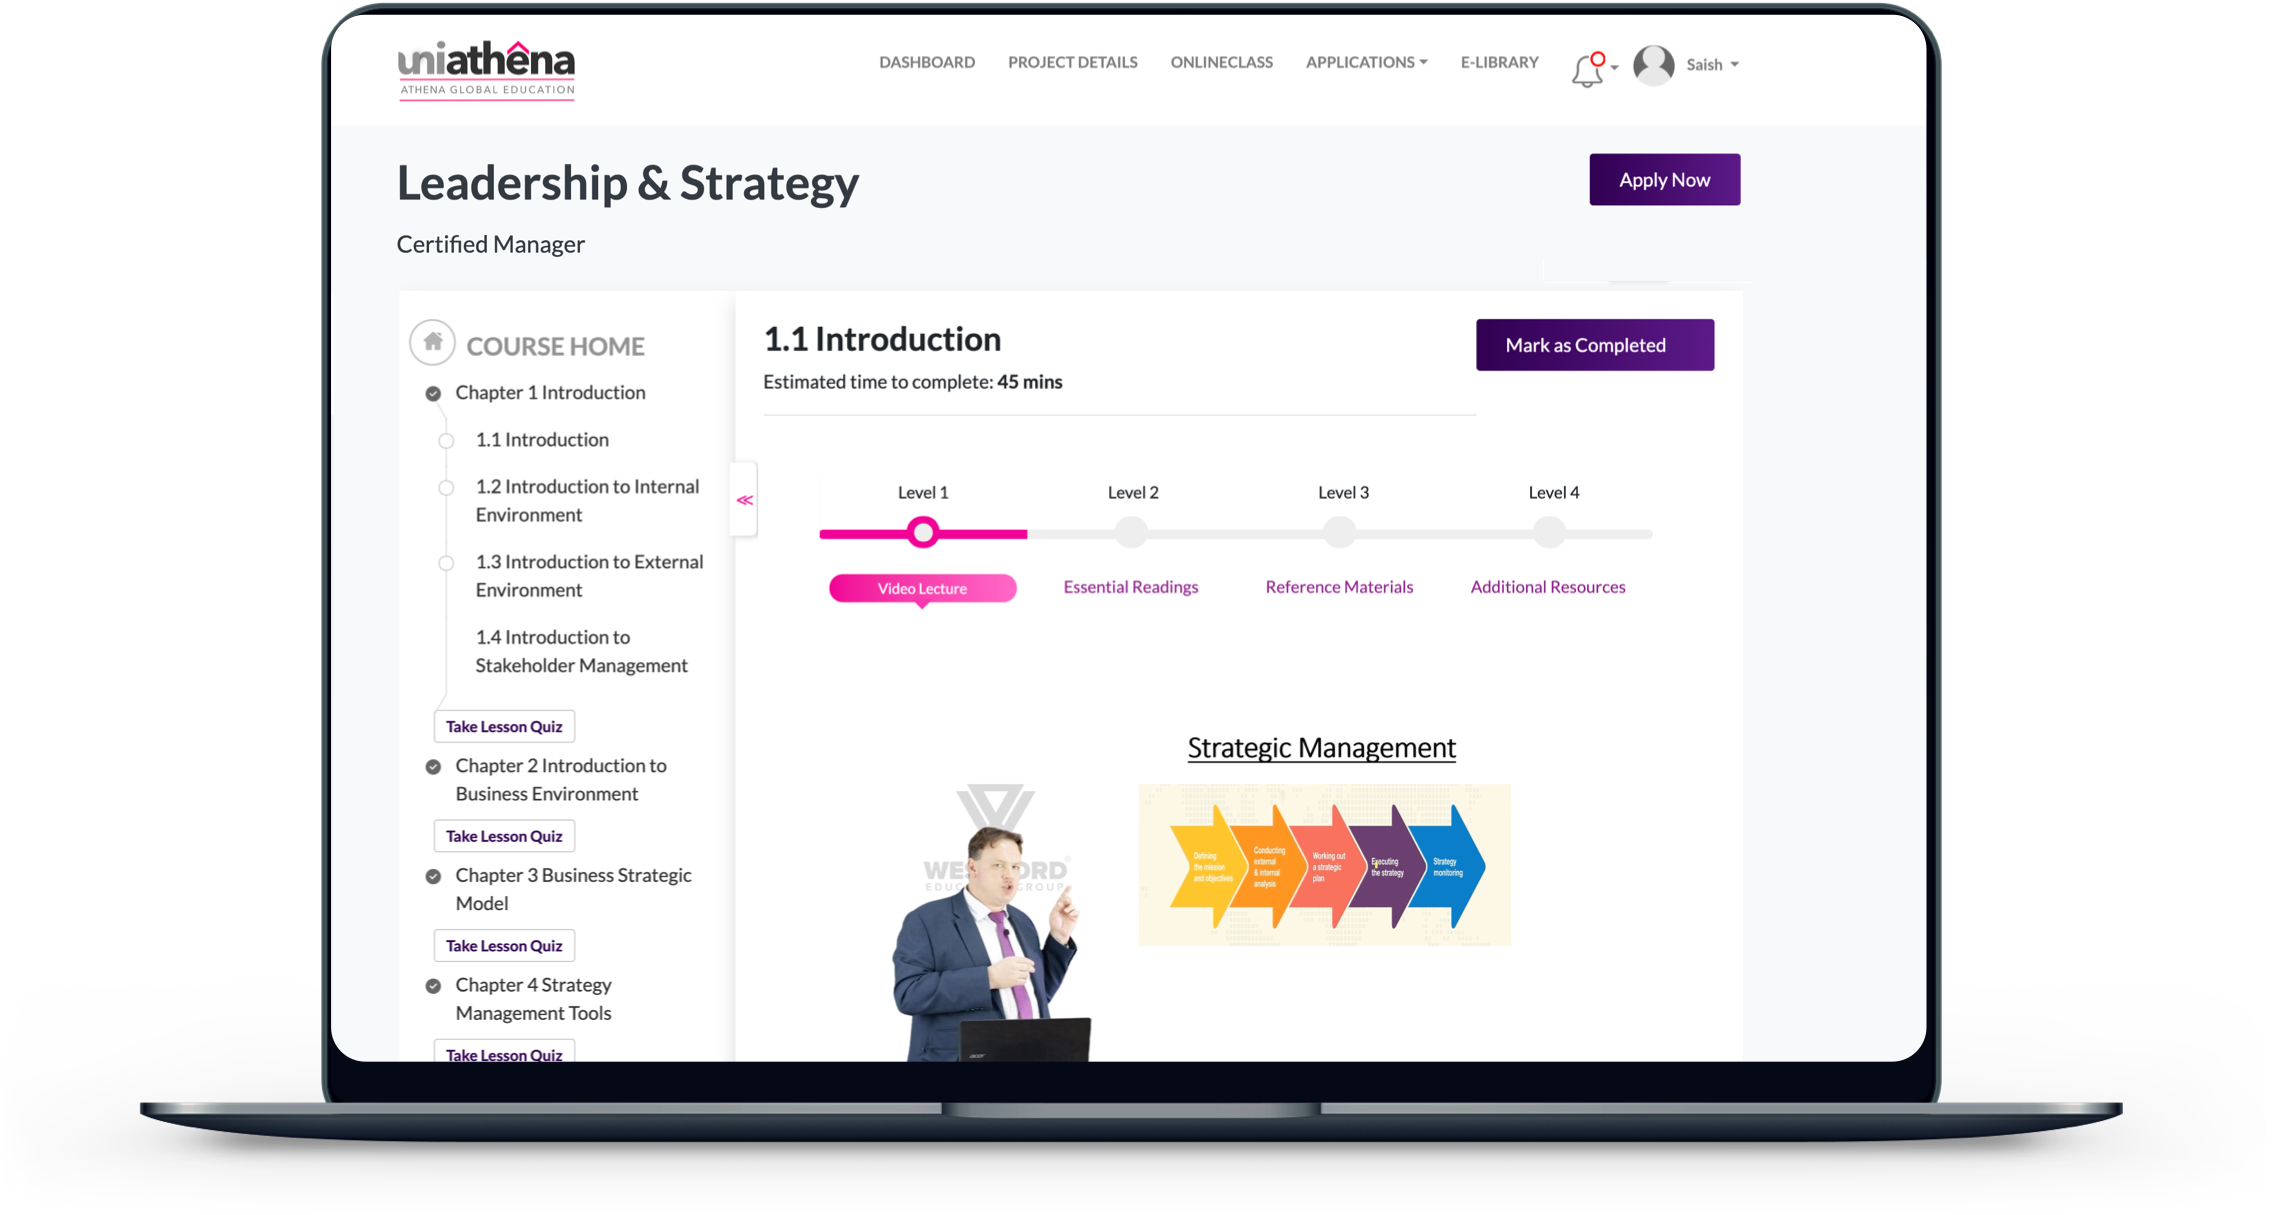 uniathena
ATHENA GLOBAL EDUCATION
DASHBOARD PROJECT DETAILS ONLINECLASS APPLICATIONS E-LIBRARY Saish
Leadership & Strategy
Apply Now
Certified Manager
COURSE HOME
Chapter 1 Introduction
1.1 Introduction
1.2 Introduction to Internal
Environment
1.3 Introduction to External
Environment
1.4 Introduction to
Stakeholder Management
Take Lesson Quiz
Chapter 2 Introduction to
Business Environment
Take Lesson Quiz
Chapter 3 Business Strategic
Model
Take Lesson Quiz
Chapter 4 Strategy
Management Tools
Take Lesson Quiz
1.1 Introduction
Mark as Completed
Estimated time to complete: 45 mins
Level 1 Level 2 Level 3 Level 4
Video Lecture Essential Readings Reference Materials Additional Resources
Strategic Management
Defining
the mission
and objectives
Conducting
external
& internal
analysis
Working out
a strategic
plan
Executing
the strategy
Strategy
monitoring
acer